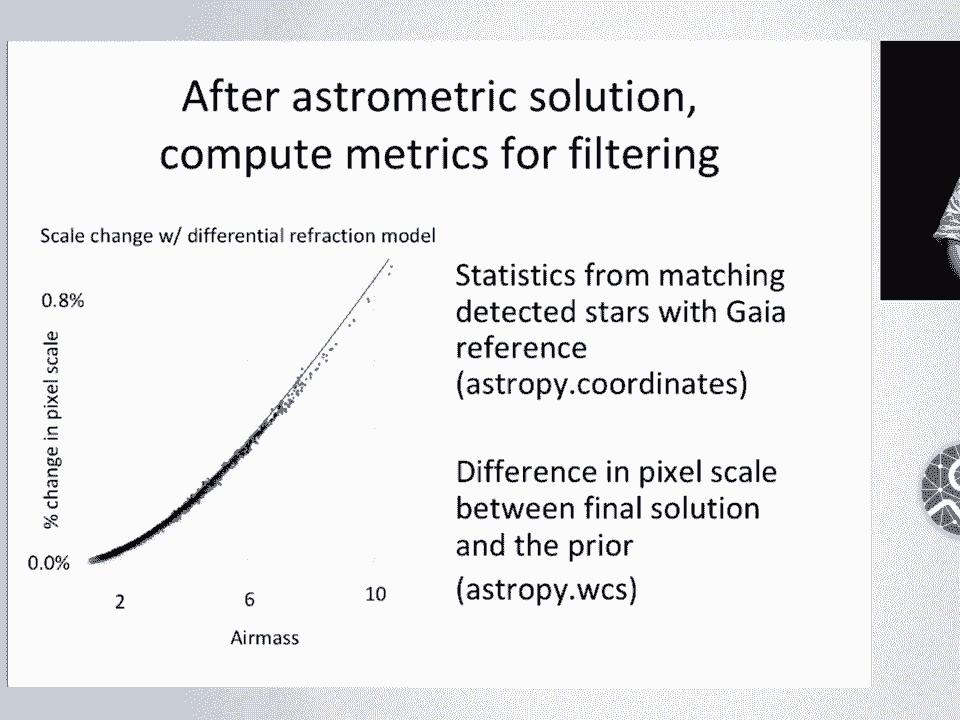 After astrometric solution,
compute metrics for filtering
Scale change w/ differential refraction model
0.8%
% change in pixel scale
0.0%
2
6
10
Airmass
Statistics from matching
detected stars with Gaia
reference
(astropy.coordinates)
Difference in pixel scale
between final solution
and the prior
(astropy.wcs)